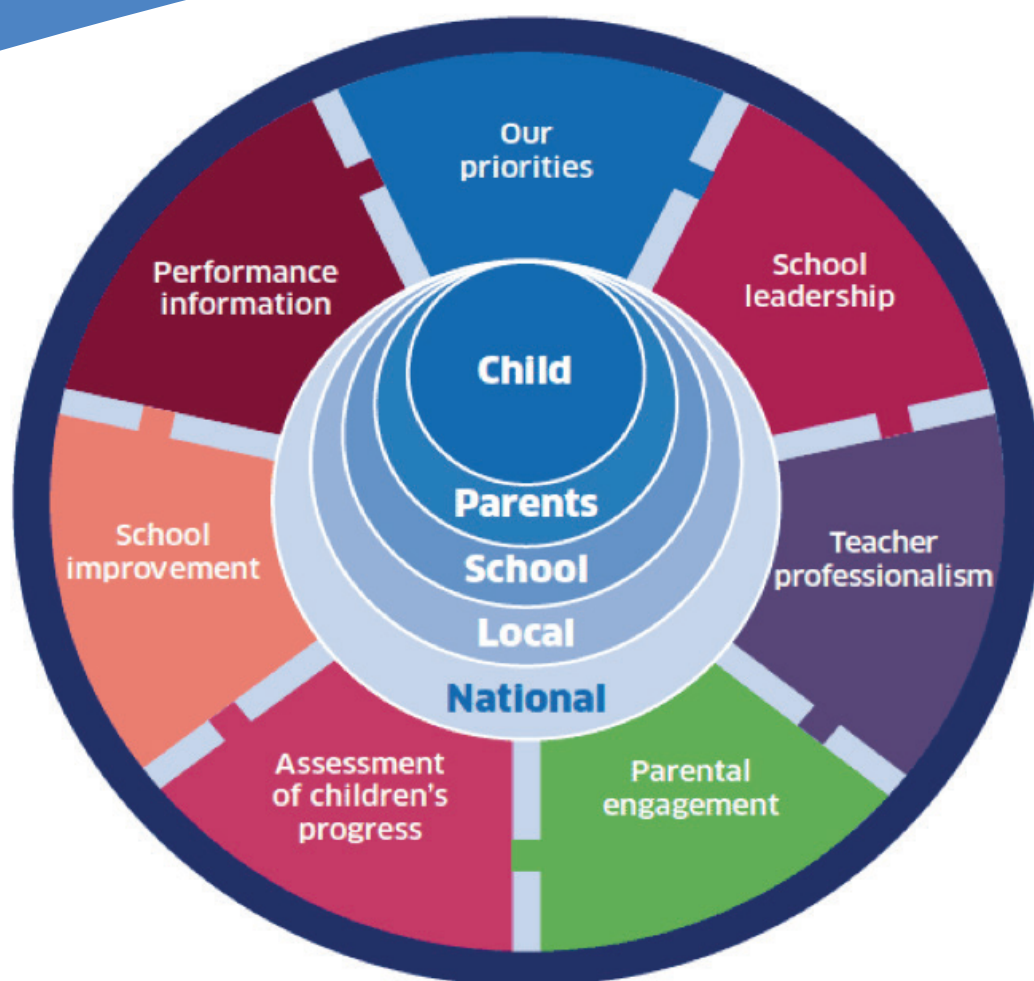 Our
priorities
School
leadership
Teacher
professionalism
Parental
engagement
Assessment
of children's
progress
School
improvement
Performance
information
Child
Parents
School
Local
National